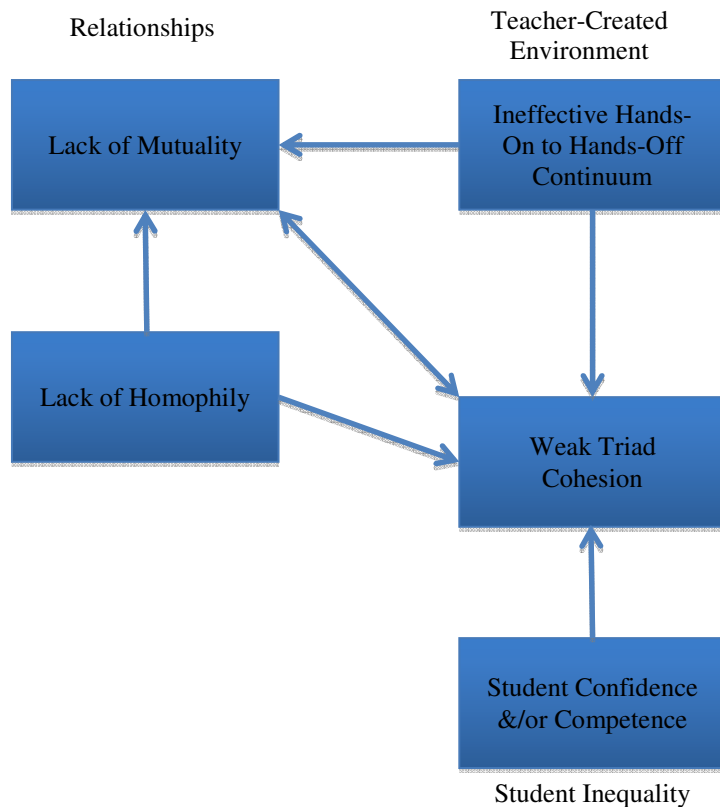 Relationships
Teacher-Created
Environment
Lack of Mutuality
Ineffective Hands-
On to Hands-Off
Continuum
Lack of Homophily
Weak Triad
Cohesion
Student Confidence
&/or Competence
Student Inequality